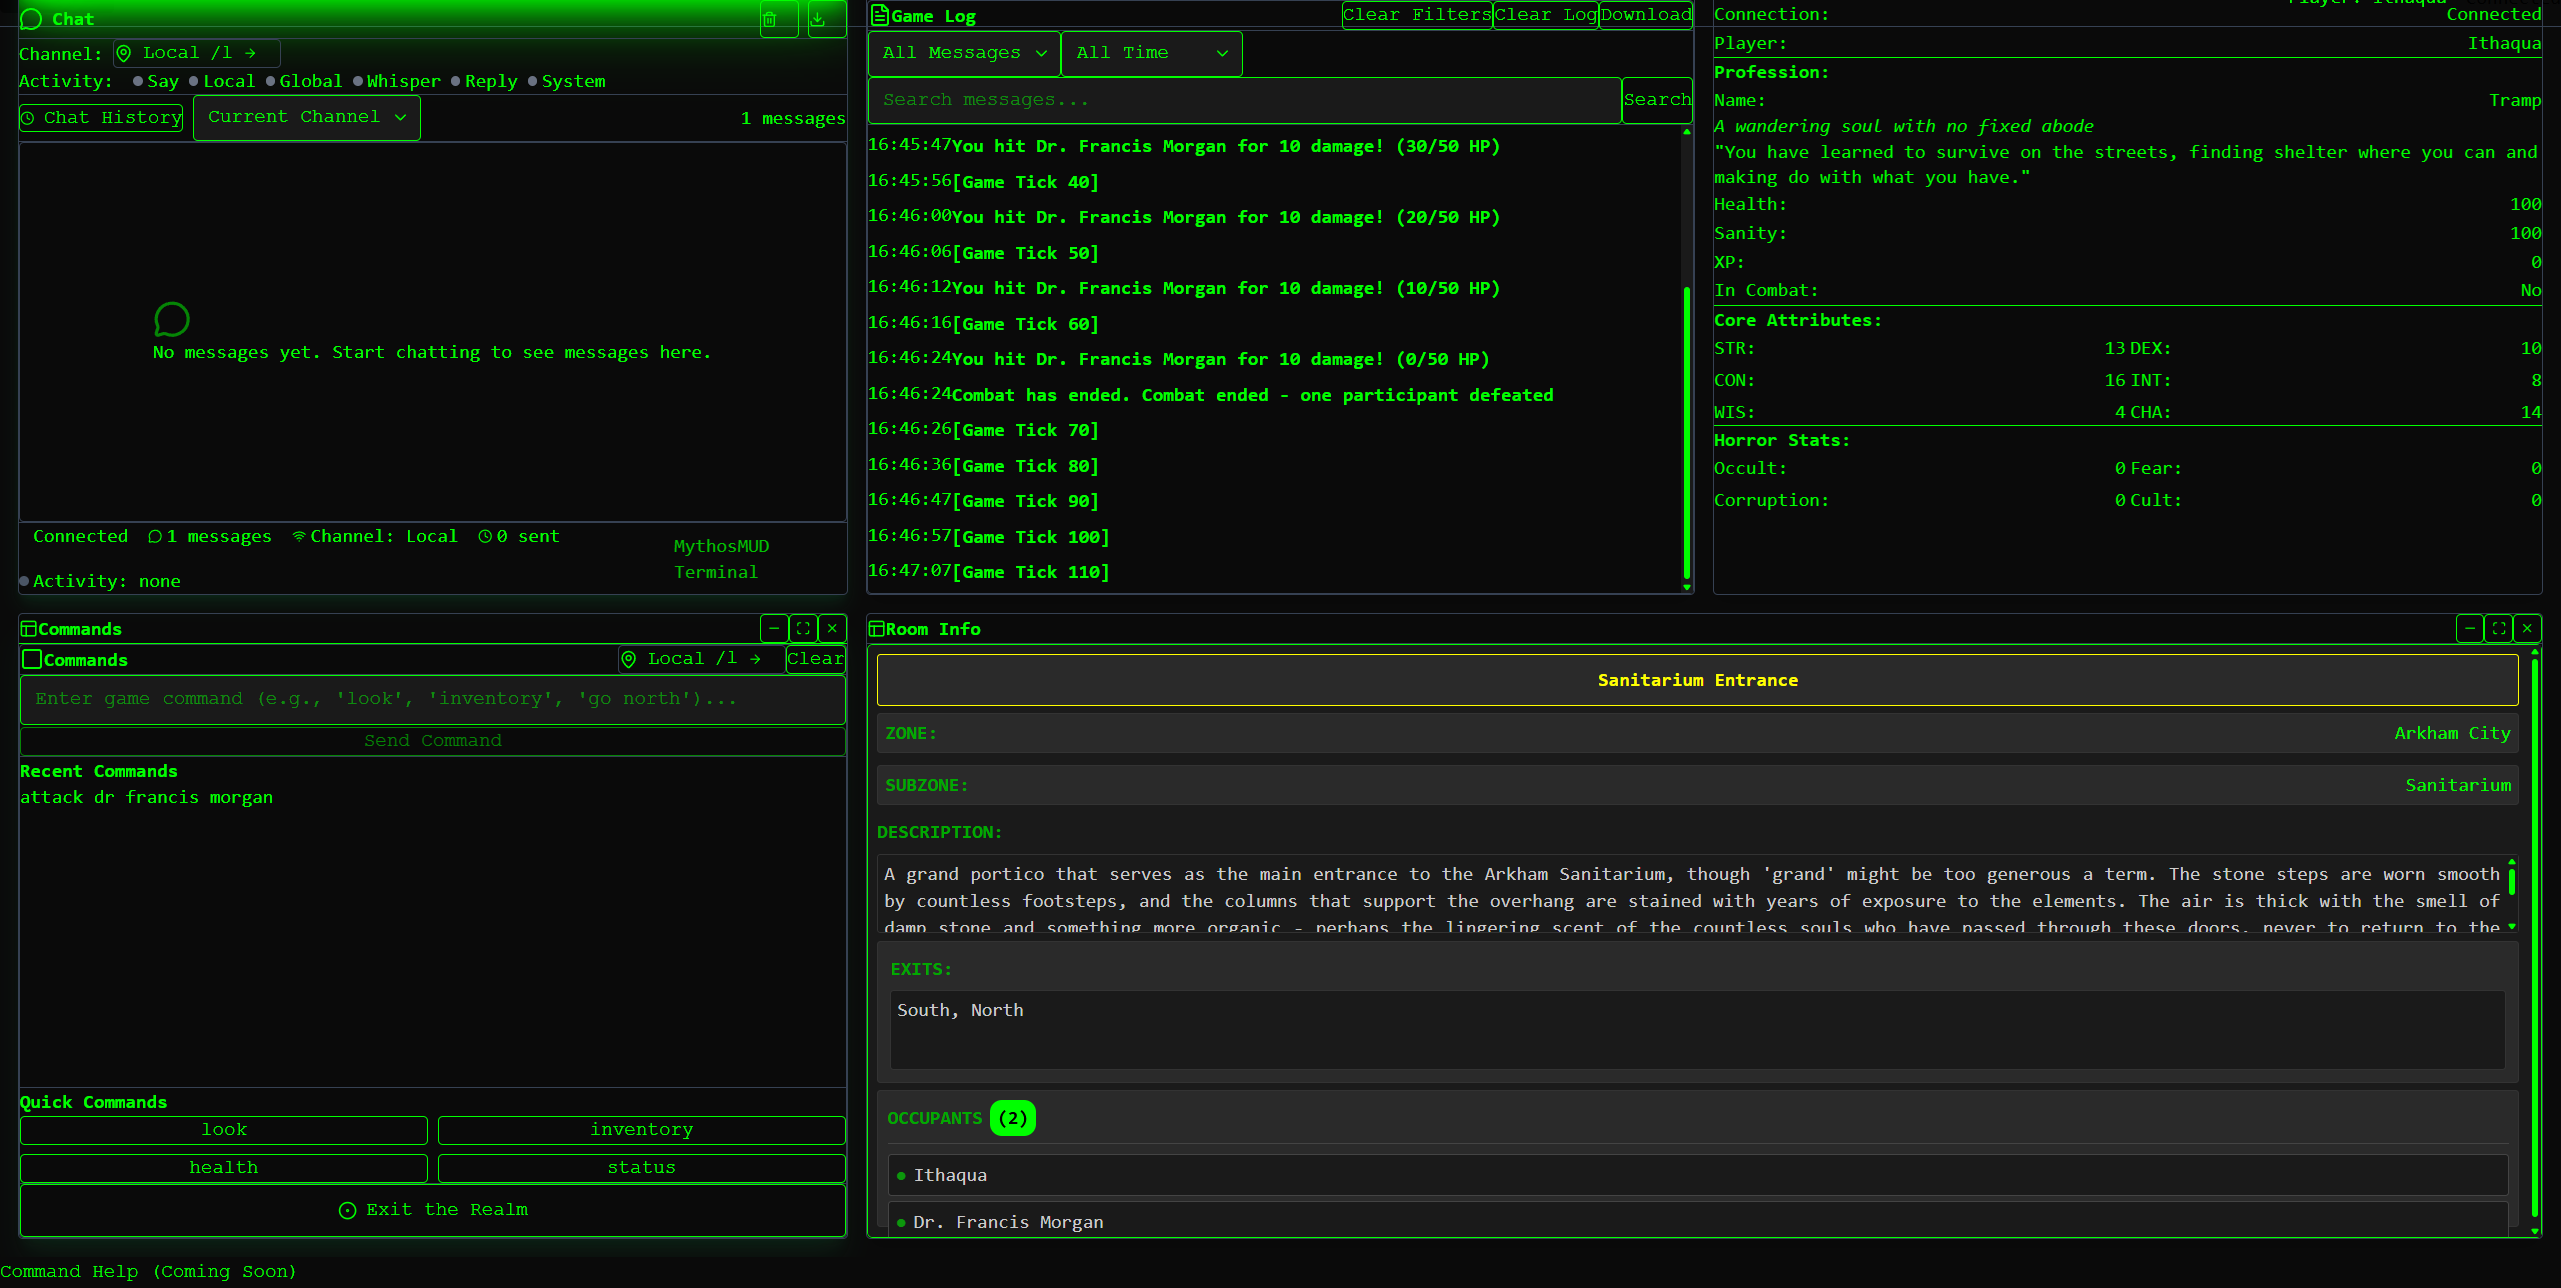 Chat
Channel: Local /l →
Activity: Say Local Global Whisper Reply System
Chat History Current Channel 1 messages
No messages yet. Start chatting to see messages here.
Connected 1 messages Channel: Local 0 sent
MythosMUD
Terminal
Activity: none
Game Log Clear Filters Clear Log Download
All Messages All Time
Search messages... Search
16:45:47 You hit Dr. Francis Morgan for 10 damage! (30/50 HP)
16:45:56 [Game Tick 40]
16:46:00 You hit Dr. Francis Morgan for 10 damage! (20/50 HP)
16:46:06 [Game Tick 50]
16:46:12 You hit Dr. Francis Morgan for 10 damage! (10/50 HP)
16:46:16 [Game Tick 60]
16:46:24 You hit Dr. Francis Morgan for 10 damage! (0/50 HP)
16:46:24 Combat has ended. Combat ended - one participant defeated
16:46:26 [Game Tick 70]
16:46:36 [Game Tick 80]
16:46:47 [Game Tick 90]
16:46:57 [Game Tick 100]
16:47:07 [Game Tick 110]
Player: Ithaqua
Connection: Connected
Player: Ithaqua
Profession:
Name: Tramp
A wandering soul with no fixed abode
"You have learned to survive on the streets, finding shelter where you can and
making do with what you have."
Health: 100
Sanity: 100
XP: 0
In Combat: No
Core Attributes:
STR: 13 DEX: 10
CON: 16 INT: 8
WIS: 4 CHA: 14
Horror Stats:
Occult: 0 Fear: 0
Corruption: 0 Cult: 0
Commands
Commands Local /l → Clear
Enter game command (e.g., 'look', 'inventory', 'go north')...
Send Command
Recent Commands
attack dr francis morgan
Quick Commands
look inventory
health status
Exit the Realm
Room Info
Sanitarium Entrance
ZONE: Arkham City
SUBZONE: Sanitarium
DESCRIPTION:
A grand portico that serves as the main entrance to the Arkham Sanitarium, though 'grand' might be too generous a term. The stone steps are worn smooth
by countless footsteps, and the columns that support the overhang are stained with years of exposure to the elements. The air is thick with the smell of
damp stone and something more organic - perhaps the lingering scent of the countless souls who have passed through these doors, never to return to the
EXITS:
South, North
OCCUPANTS (2)
Ithaqua
Dr. Francis Morgan
Command Help (Coming Soon)